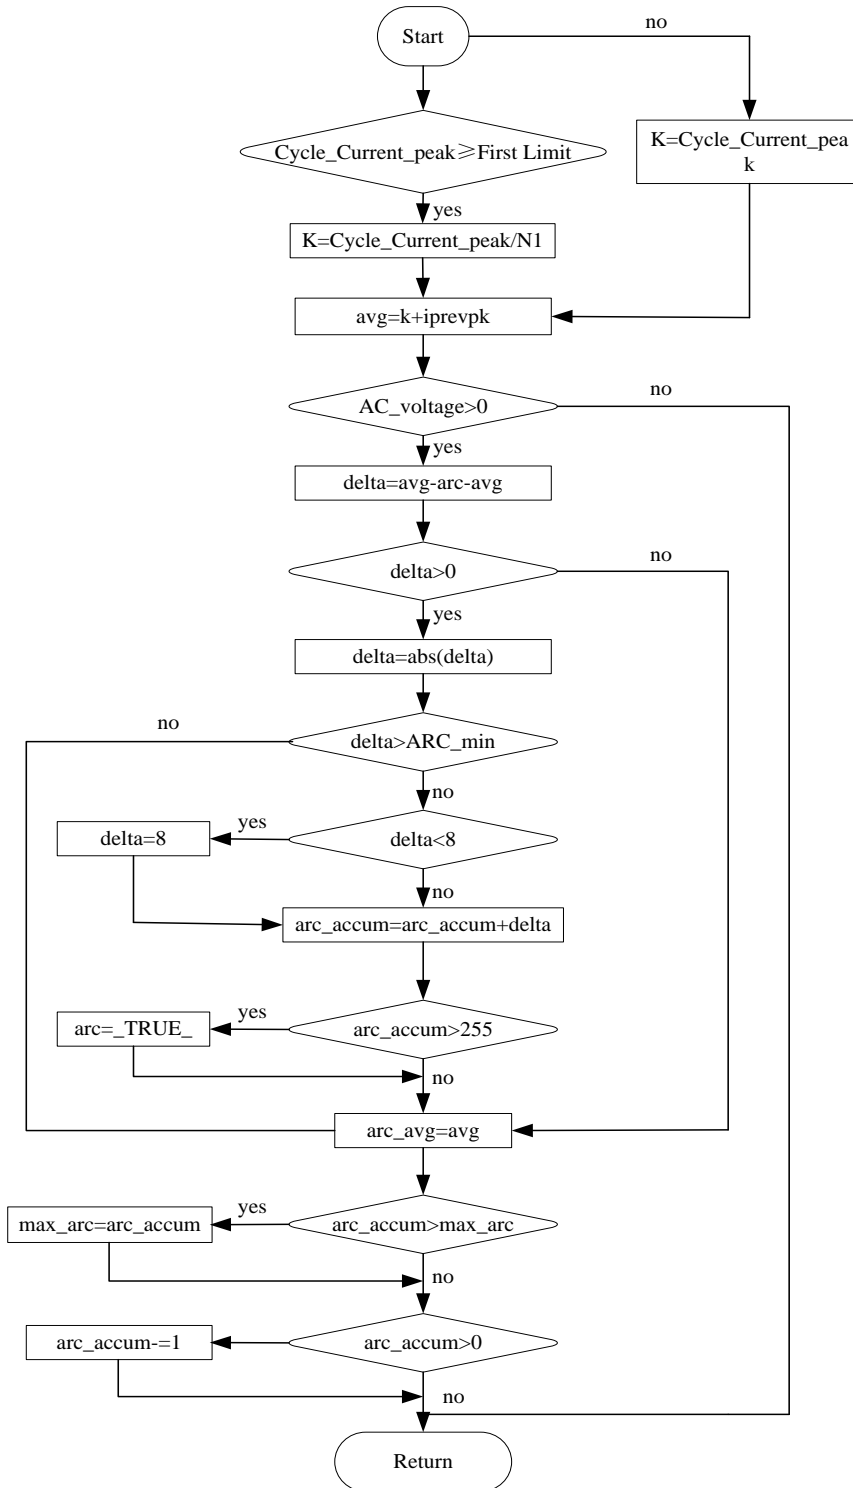 Start
no
Cycle_Current_peak≥First Limit
K=Cycle_Current_pea
k
yes
K=Cycle_Current_peak/N1
avg=k+iprevpk
AC_voltage>0
no
yes
delta=avg-arc-avg
delta>0
no
yes
delta=abs(delta)
no
delta>ARC_min
no
delta=8
yes
delta<8
no
arc_accum=arc_accum+delta
arc=_TRUE_
yes
arc_accum>255
no
arc_avg=avg
max_arc=arc_accum
yes
arc_accum>max_arc
no
arc_accum-=1
arc_accum>0
no
Return